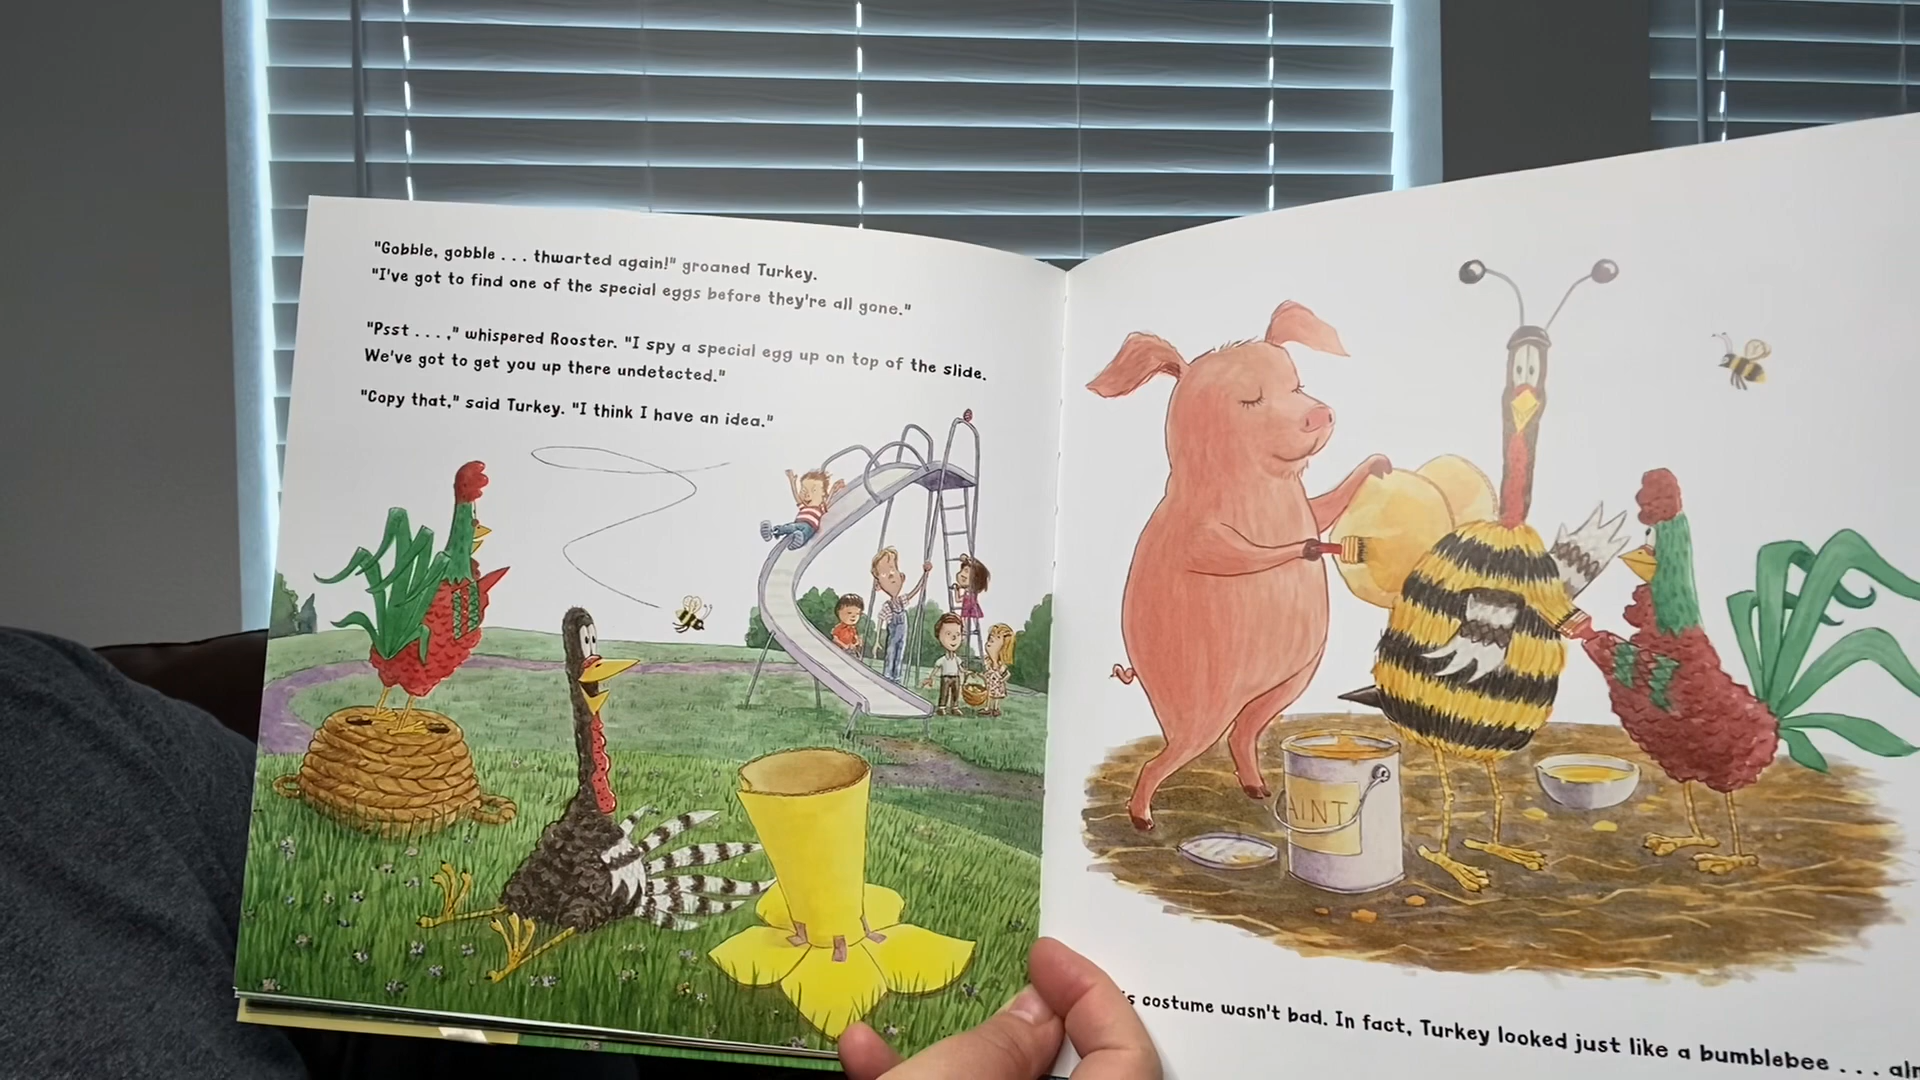 "Gobble, gobble . . . thwarted again!" groaned Turkey.
"I've got to find one of the special eggs before they're all gone."
"Psst . . . ," whispered Rooster. "I spy a special egg up on top of the slide.
We've got to get you up there undetected."
"Copy that," said Turkey. "I think I have an idea."
AINT
costume wasn't bad. In fact, Turkey looked just like a bumblebee . . .